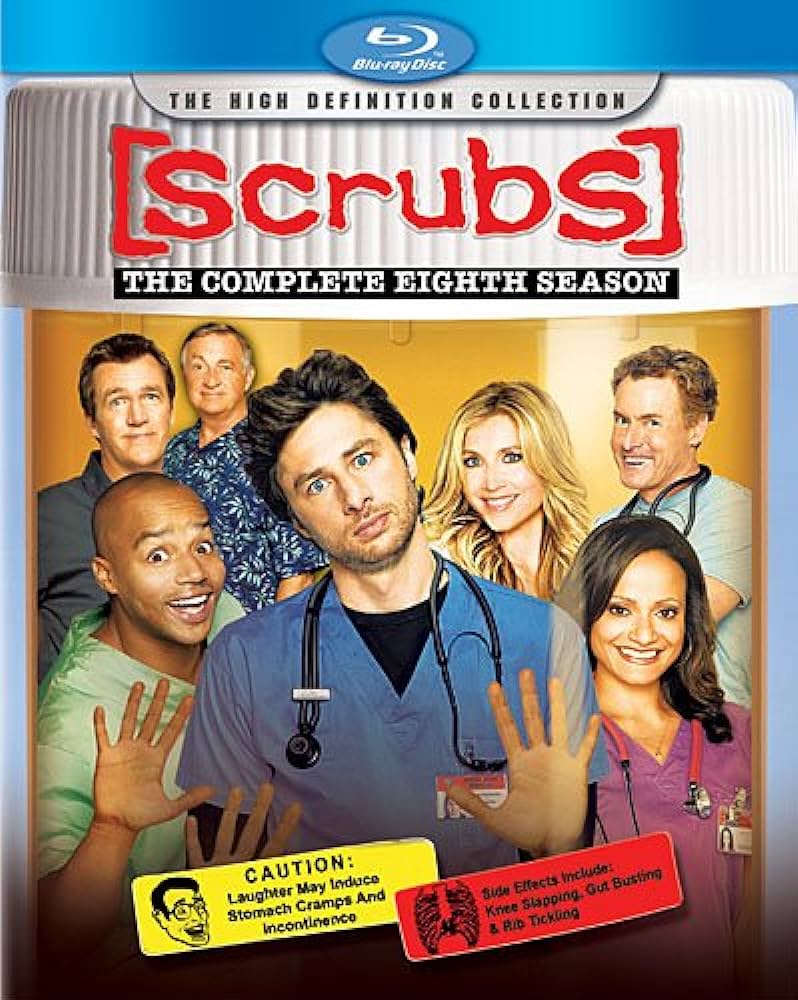 Blu-ray Disc™
THE HIGH DEFINITION COLLECTION
[scrubs]
THE COMPLETE EIGHTH SEASON
CAUTION:
Laughter May Induce
Stomach Cramps And
Incontinence
Side Effects Include:
Knee Slapping, Gut Busting
& Rib Tickling